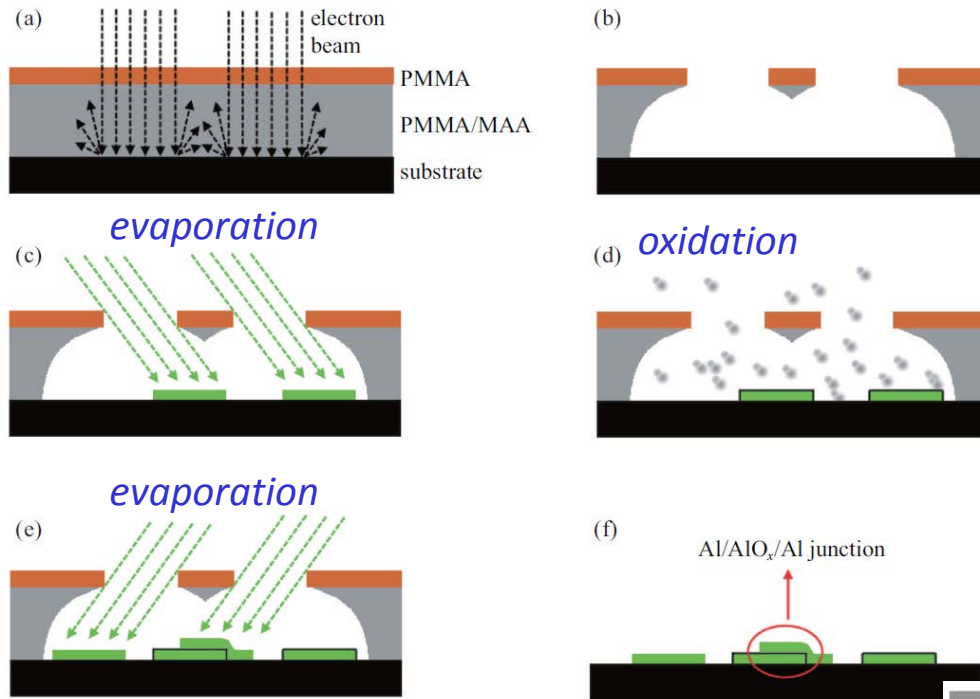 (a)
electron
beam
PMMA
PMMA/MAA
substrate
(b)
evaporation
(c)
oxidation
(d)
evaporation
(e)
(f)
Al/AlOₓ/Al junction